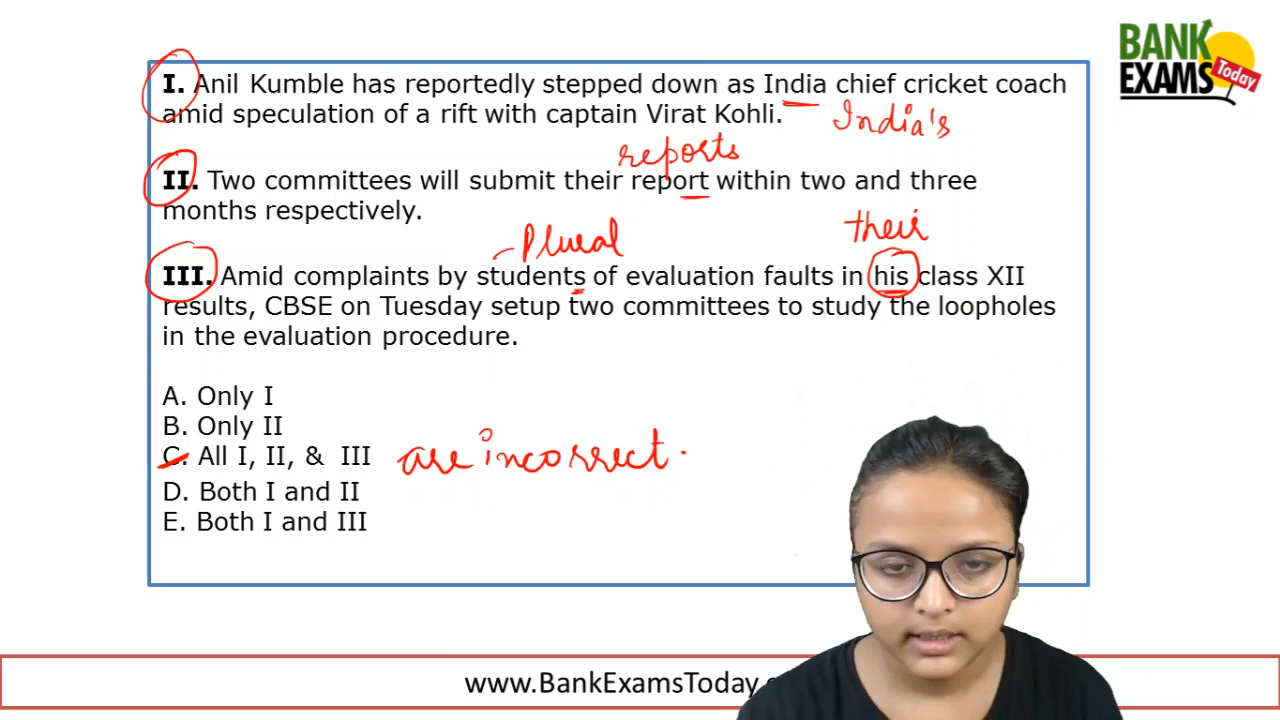 BANK
EXAMS
Today
I. Anil Kumble has reportedly stepped down as India chief cricket coach
amid speculation of a rift with captain Virat Kohli.
India's
reports
II. Two committees will submit their report within two and three
months respectively.
Plural
their
III. Amid complaints by students of evaluation faults in his class XII
results, CBSE on Tuesday setup two committees to study the loopholes
in the evaluation procedure.
A. Only I
B. Only II
C. All I, II, & III are incorrect.
D. Both I and II
E. Both I and III
www.BankExamsToday.